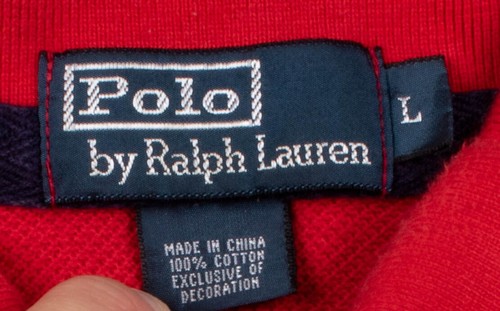 Polo
by Ralph Lauren
L
MADE IN CHINA
100% COTTON
EXCLUSIVE OF
DECORATION